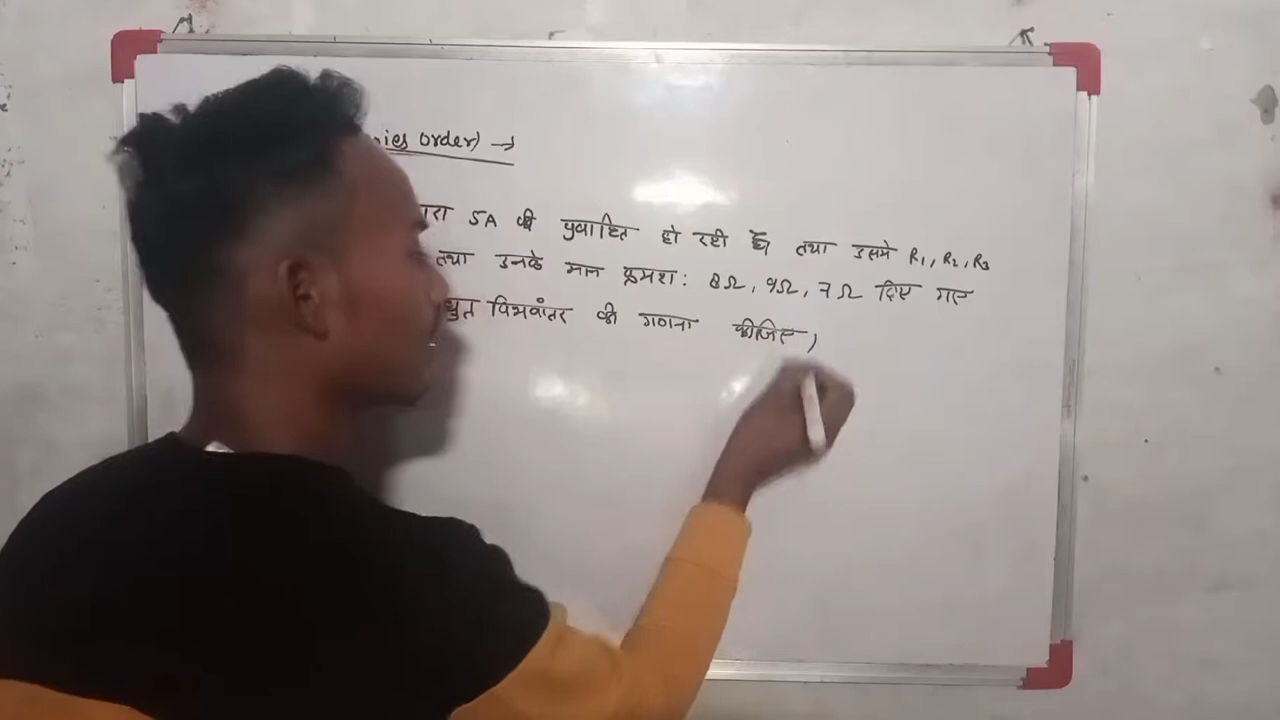 order) →
5A की प्रवाहित हो रही है तथा उसमे R1, R2, R3
तथा उनके मान क्रमश: 8Ω, 9Ω, 7Ω दिए गए
विभवांतर की गणना कीजिए,